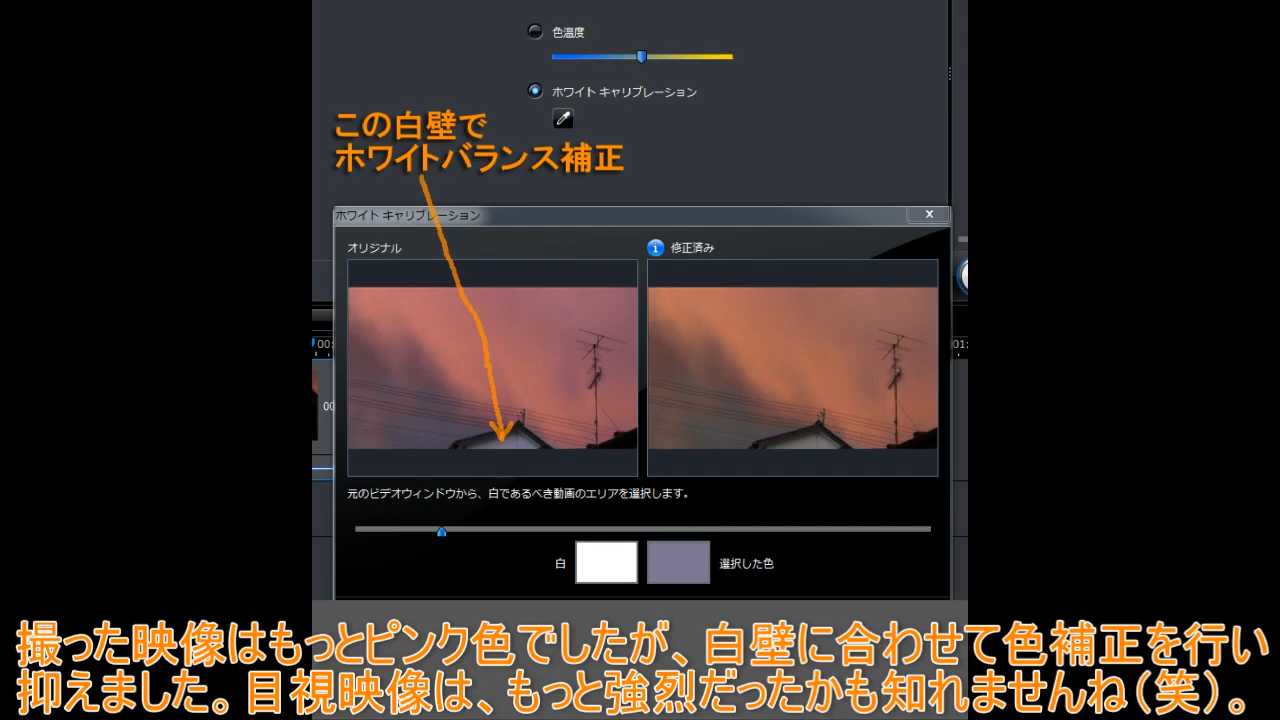 色温度
ホワイト キャリブレーション
この白壁で
ホワイトバランス補正
ホワイト キャリブレーション
x
オリジナル
i 修正済み
00:
01:
00
元のビデオウィンドウから、白であるべき動画のエリアを選択します。
白
選択した色
撮った映像はもっとピンク色でしたが、白壁に合わせて色補正を行い
抑えました。目視映像は、もっと強烈だったかも知れませんね（笑）。